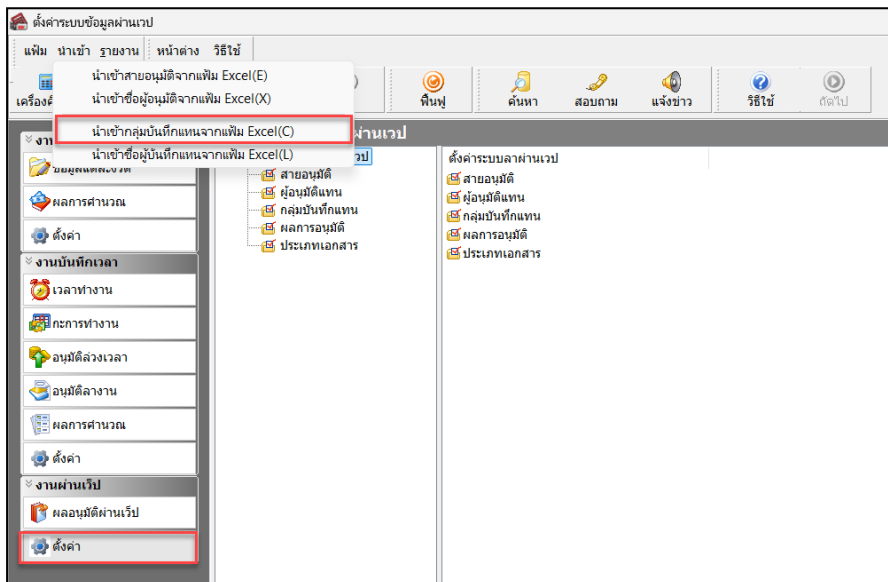 ตั้งค่าระบบข้อมูลผ่านเวป
แฟ้ม นำเข้า รายงาน หน้าต่าง วิธีใช้
นำเข้าสายอนุมัติจากแฟ้ม Excel(E)
นำเข้าชื่อผู้อนุมัติจากแฟ้ม Excel(X)
นำเข้ากลุ่มบันทึกแทนจากแฟ้ม Excel(C)
นำเข้าชื่อผู้บันทึกแทนจากแฟ้ม Excel(L)
ฟื้นฟู ค้นหา สอบถาม แจ้งข่าว วิธีใช้ ถัดไป
ผ่านเวป
ผลการคำนวณ
ตั้งค่า
งานบันทึกเวลา
เวลาทำงาน
กะการทำงาน
อนุมัติล่วงเวลา
อนุมัติลางาน
ผลการคำนวณ
ตั้งค่า
งานผ่านเว็ป
ผลอนุมัติผ่านเว็ป
ตั้งค่า
สายอนุมัติ
ผู้อนุมัติแทน
กลุ่มบันทึกแทน
ผลการอนุมัติ
ประเภทเอกสาร
ตั้งค่าระบบลาผ่านเวป
สายอนุมัติ
ผู้อนุมัติแทน
กลุ่มบันทึกแทน
ผลการอนุมัติ
ประเภทเอกสาร